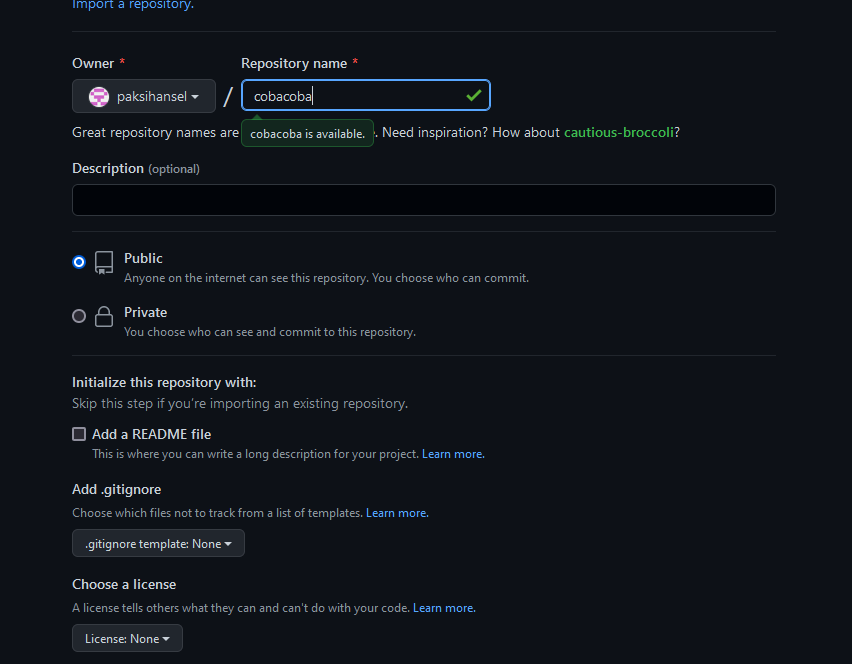 Import a repository.
Owner * Repository name *
paksihansel / cobacoba
Great repository names are cobacoba is available. . Need inspiration? How about cautious-broccoli?
Description (optional)
Public
Anyone on the internet can see this repository. You choose who can commit.
Private
You choose who can see and commit to this repository.
Initialize this repository with:
Skip this step if you're importing an existing repository.
Add a README file
This is where you can write a long description for your project. Learn more.
Add .gitignore
Choose which files not to track from a list of templates. Learn more.
.gitignore template: None
Choose a license
A license tells others what they can and can't do with your code. Learn more.
License: None